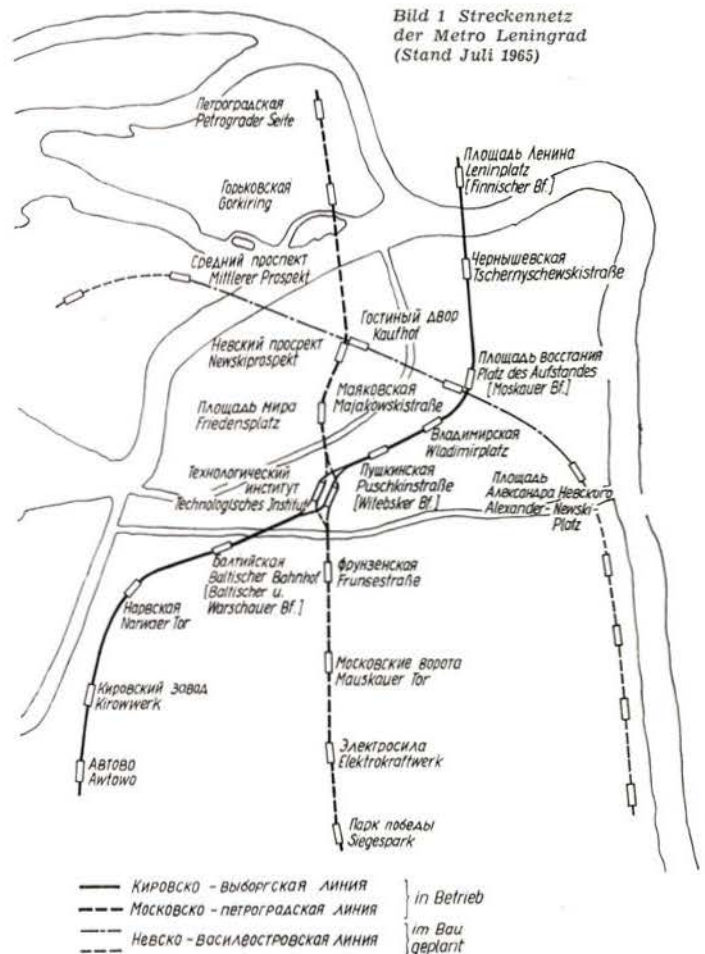 Bild 1 Streckennetz
der Metro Leningrad
(Stand Juli 1965)
Петроградская
Petrograder Seite
Площадь Ленина
Leninplatz
[Finnischer Bf.]
Горьковская
Gorkiring
Средний проспект
Mittlerer Prospekt
Чернышевская
Tschernyschewskistraße
Гостиный двор
Kaufhof
Невский просрект
Newskiprospekt
Площадь восстания
Platz des Aufstandes
[Moskauer Bf.]
Маяковская
Majakowskistraße
Площадь мира
Friedensplatz
Владимирская
Wladimirplatz
Технологический
институт
Technologisches Institut
Пушкинская
Puschkinstraße
[Witebsker Bf.]
Площадь
Александра Невского
Alexander-Newski-
Platz
Балтийская
Baltischer Bahnhof
[Baltischer u.
Warschauer Bf.]
Фрунзенская
Frunsestraße
Нарвская
Narwaer Tor
Московские ворота
Mauskauer Tor
Кировский завод
Kirowwerk
Электросила
Elektrokraftwerk
Автово
Awtowo
Парк победы
Siegespark
Кировско-выборгская линия
Московско-петроградская линия
in Betrieb
Невско-василеостровская линия
im Bau
geplant